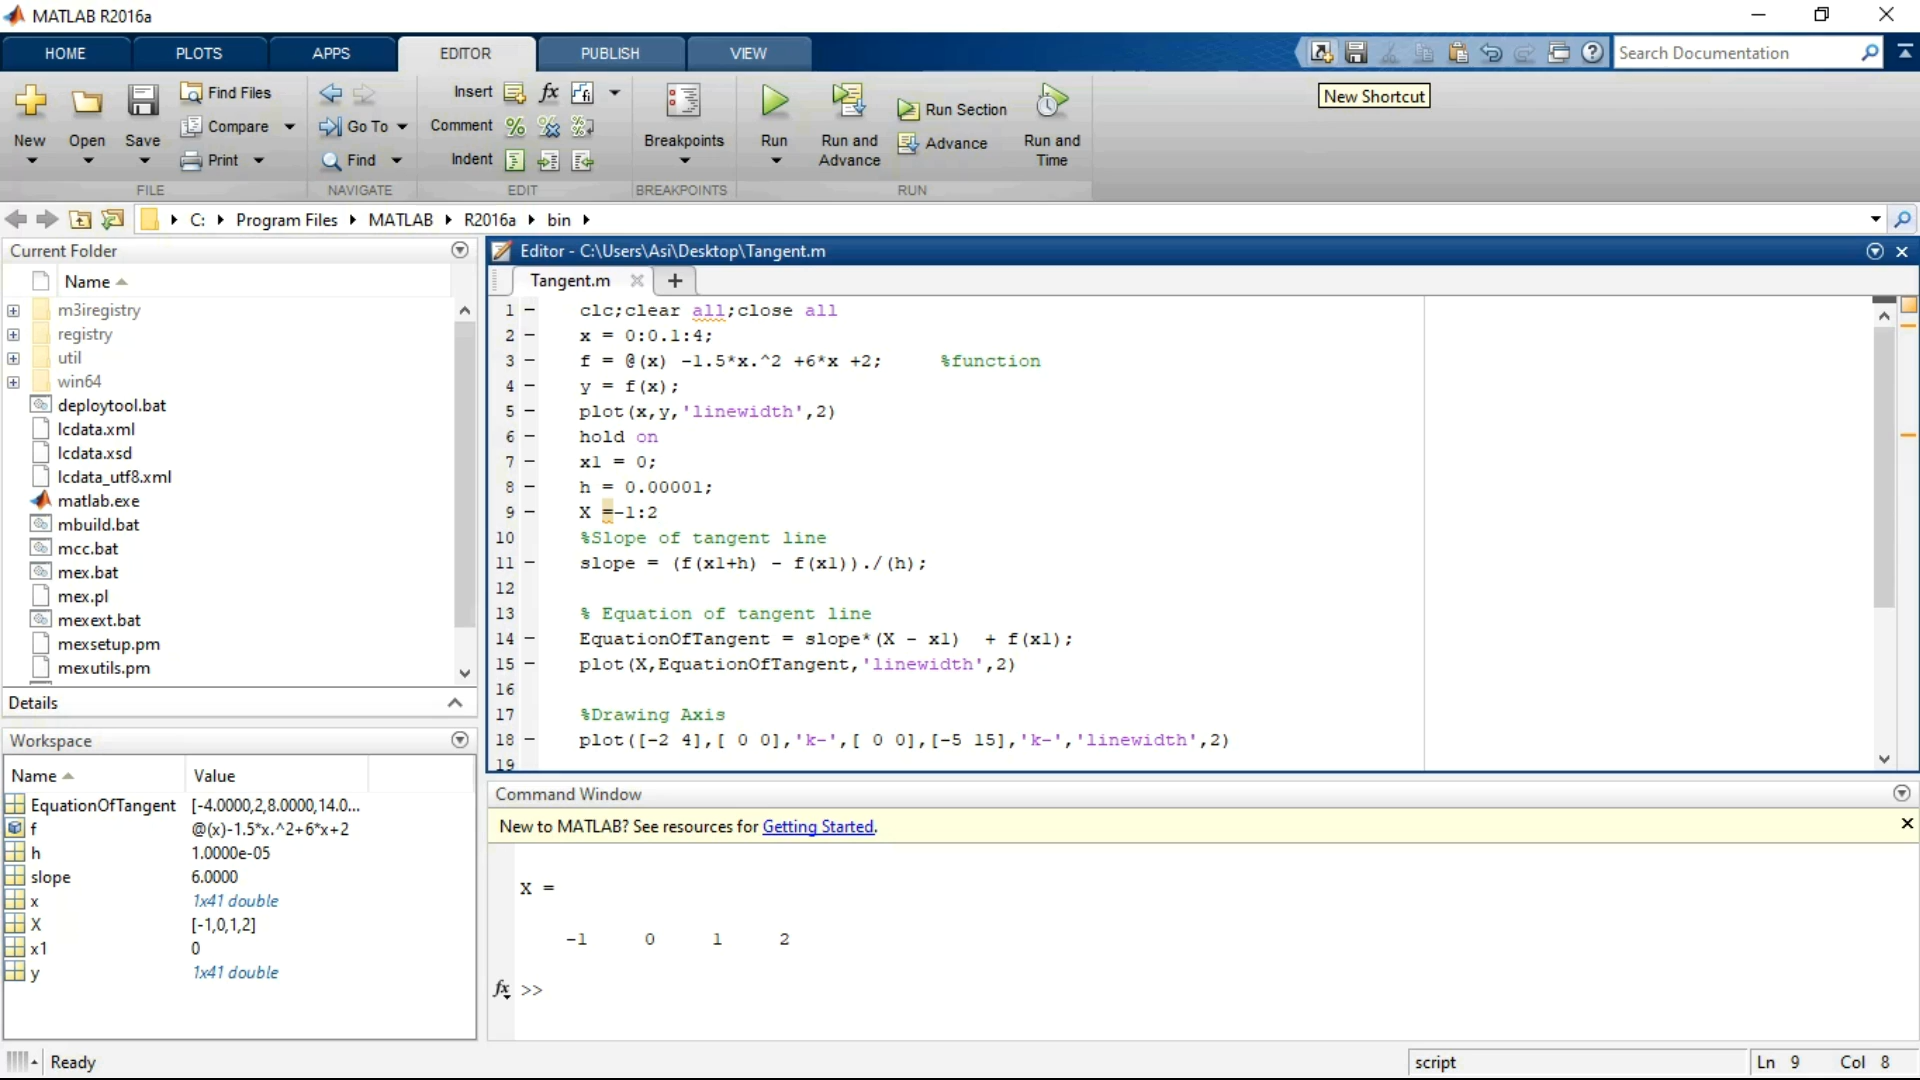 MATLAB R2016a
HOME PLOTS APPS EDITOR PUBLISH VIEW Search Documentation
New Shortcut
New Open Save Find Files Compare Print
Go To Find
Insert fx
Comment
Indent
Breakpoints
Run Run and Advance Run Section Advance Run and Time
FILE NAVIGATE EDIT BREAKPOINTS RUN
C: Program Files MATLAB R2016a bin
Current Folder
Name
m3iregistry
registry
util
win64
deploytool.bat
lcdata.xml
lcdata.xsd
lcdata_utf8.xml
matlab.exe
mbuild.bat
mcc.bat
mex.bat
mex.pl
mexext.bat
mexsetup.pm
mexutils.pm
Details
Workspace
Name Value
EquationOfTangent [-4.0000,2,8.0000,14.0...
f @(x)-1.5*x.^2+6*x+2
h 1.0000e-05
slope 6.0000
x 1x41 double
X [-1,0,1,2]
x1 0
y 1x41 double
Editor - C:\Users\Asi\Desktop\Tangent.m
Tangent.m
1 clc;clear all;close all
2 x = 0:0.1:4;
3 f = @(x) -1.5*x.^2 +6*x +2; %function
4 y = f(x);
5 plot(x,y,'linewidth',2)
6 hold on
7 x1 = 0;
8 h = 0.00001;
9 X =-1:2
10 %Slope of tangent line
11 slope = (f(x1+h) - f(x1))./(h);
12
13 % Equation of tangent line
14 EquationOfTangent = slope*(X - x1) + f(x1);
15 plot(X,EquationOfTangent,'linewidth',2)
16
17 %Drawing Axis
18 plot([-2 4],[ 0 0],'k-',[ 0 0],[-5 15],'k-','linewidth',2)
19
Command Window
New to MATLAB? See resources for Getting Started.
X =
-1 0 1 2
fx >>
Ready script Ln 9 Col 8